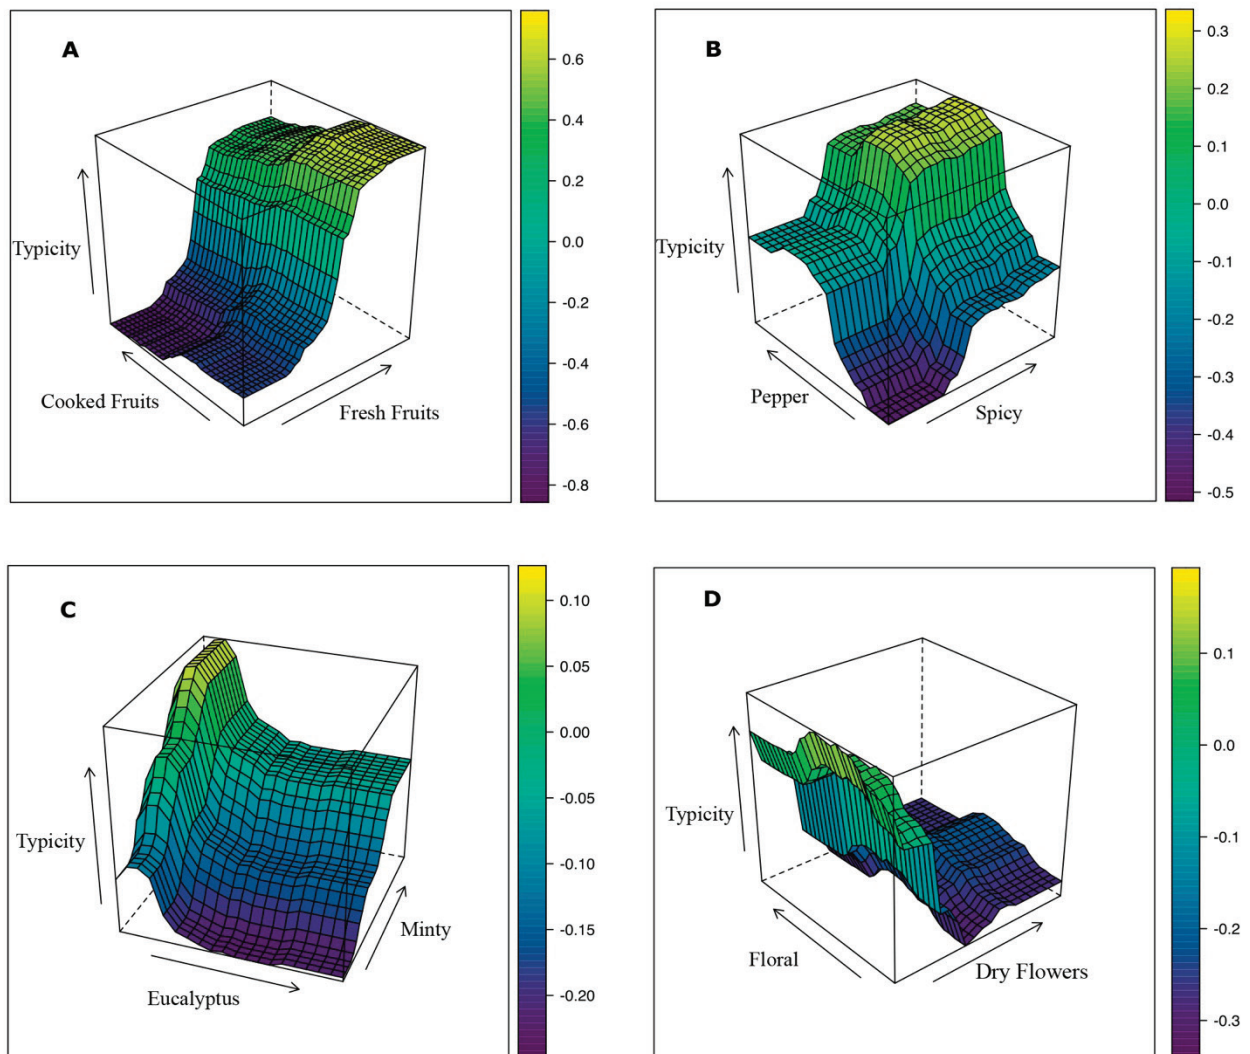 A
Typicity
Cooked Fruits
Fresh Fruits
0.6
0.4
0.2
0.0
-0.2
-0.4
-0.6
-0.8
B
Typicity
Pepper
Spicy
0.3
0.2
0.1
0.0
-0.1
-0.2
-0.3
-0.4
-0.5
C
Typicity
Eucalyptus
Minty
0.10
0.05
0.00
-0.05
-0.10
-0.15
-0.20
D
Typicity
Floral
Dry Flowers
0.1
0.0
-0.1
-0.2
-0.3